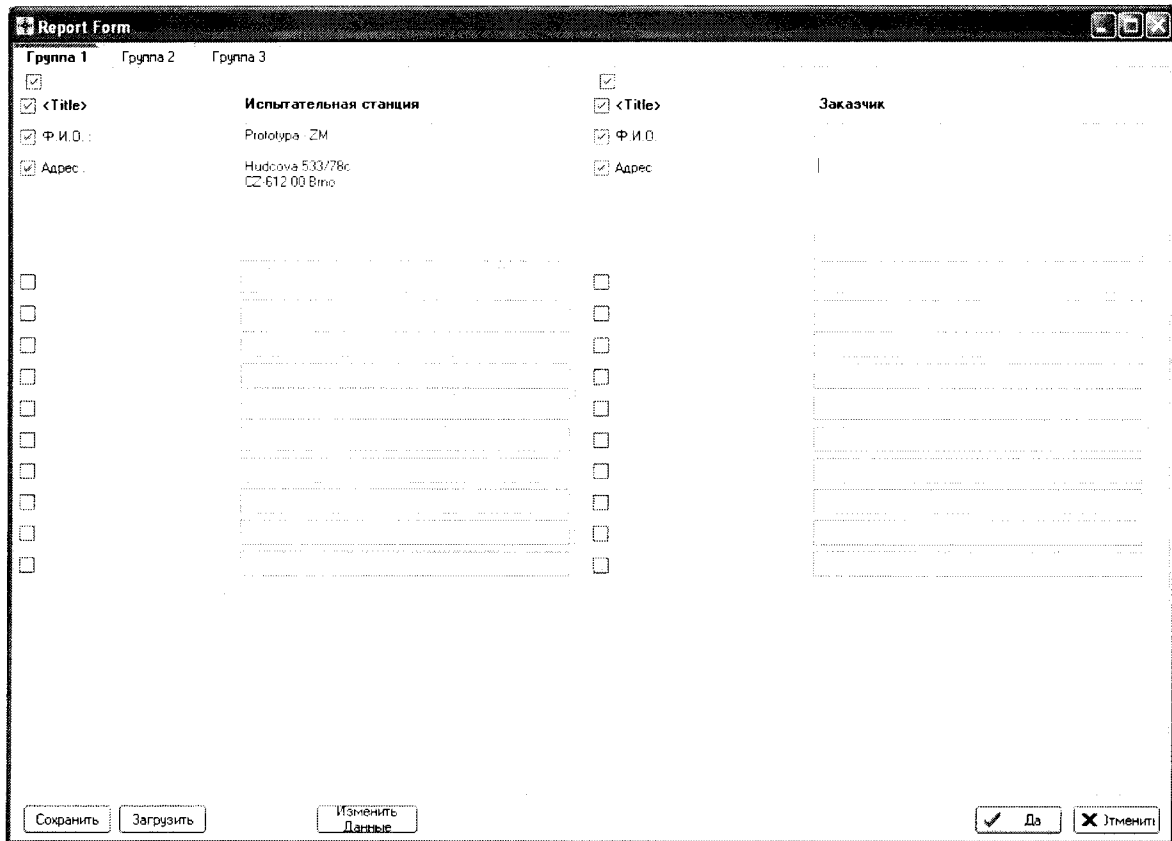 Report Form
Группа 1 Группа 2 Группа 3
<Title> Испытательная станция <Title> Заказчик
Ф.И.О. : Prototypa - ZM Ф.И.О.
Адрес : Hudcova 533/78c Адрес
CZ-612 00 Brno
Сохранить Загрузить Изменить Данные Да Отменить